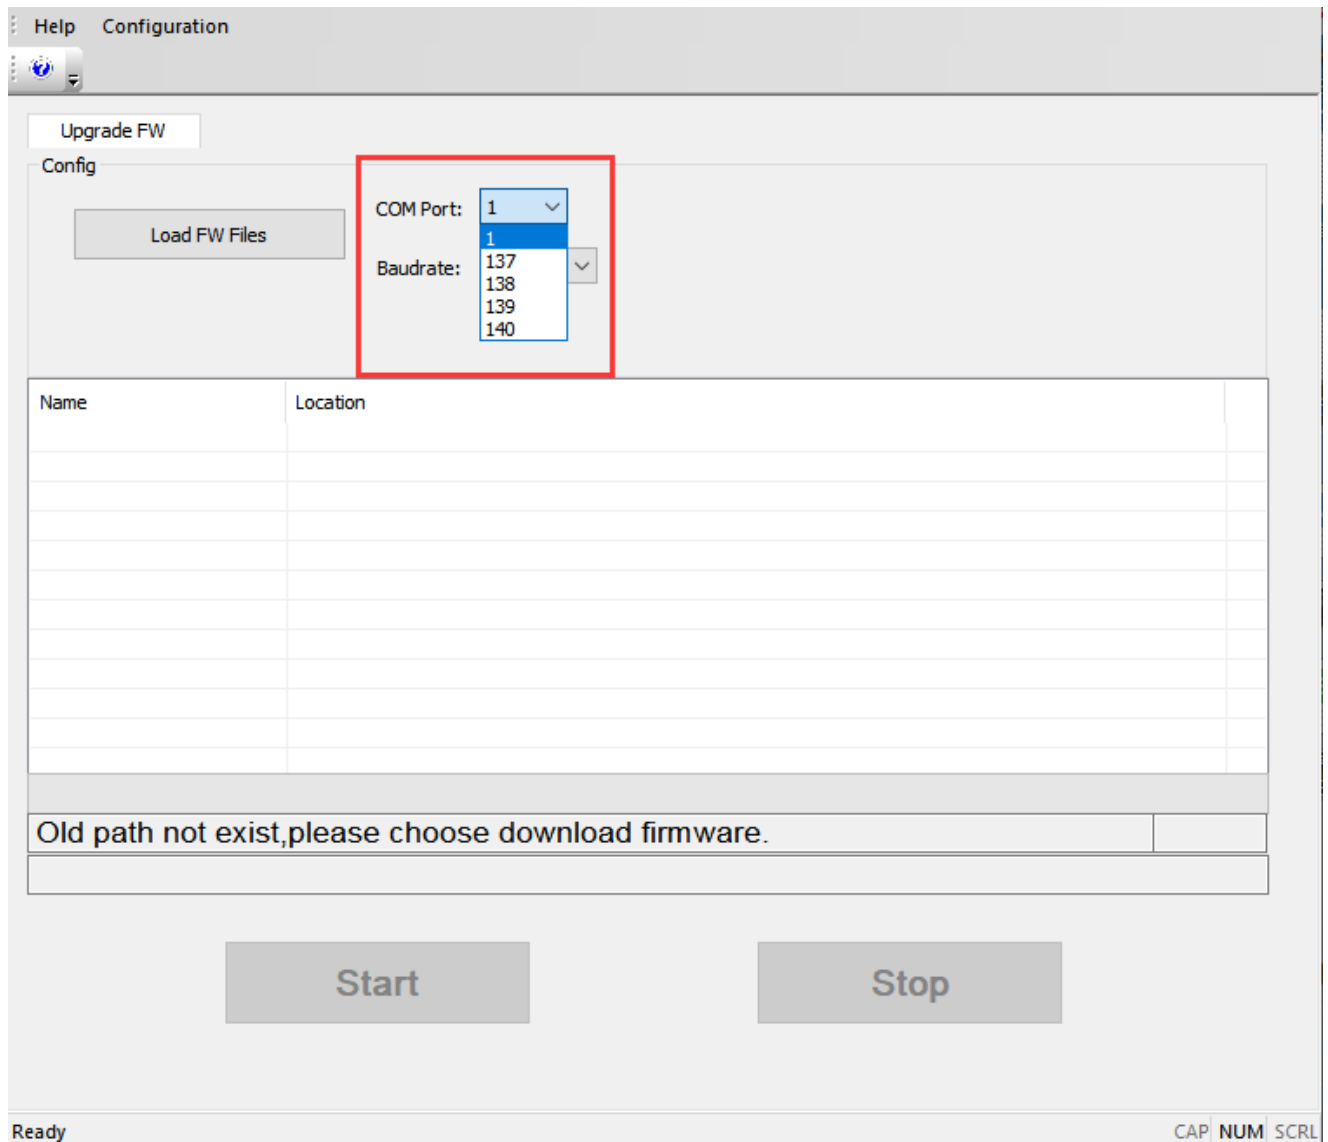 Help Configuration
Upgrade FW
Config
Load FW Files
COM Port: 1
1
Baudrate:
137
138
139
140
Name Location
Old path not exist,please choose download firmware.
Start Stop
Ready CAP NUM SCRL